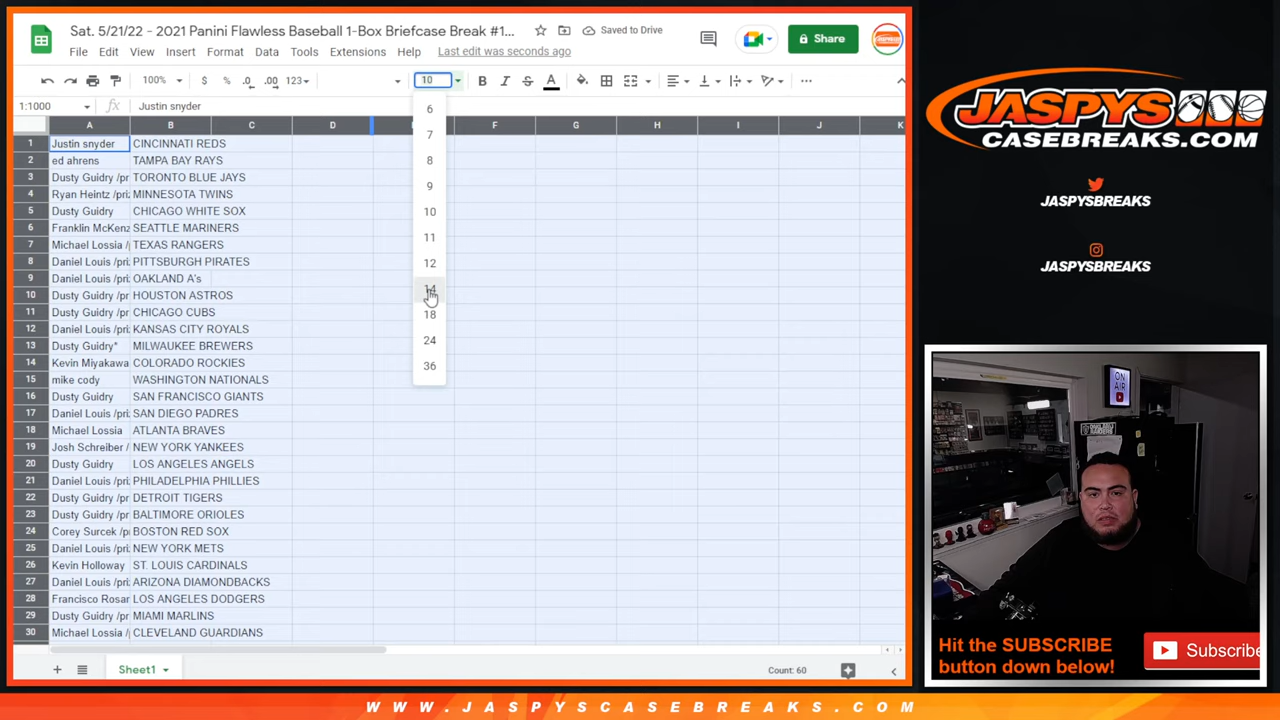 Sat. 5/21/22 - 2021 Panini Flawless Baseball 1-Box Briefcase Break #1...
Saved to Drive
Share
File Edit View Insert Format Data Tools Extensions Help Last edit was seconds ago
100% $ % .0 .00 123 10 B I S A
1:1000 fx Justin snyder
A B C D F G H I J K
1 Justin snyder CINCINNATI REDS
2 ed ahrens TAMPA BAY RAYS
3 Dusty Guidry /pr TORONTO BLUE JAYS
4 Ryan Heintz /priz MINNESOTA TWINS
5 Dusty Guidry CHICAGO WHITE SOX
6 Franklin McKenz SEATTLE MARINERS
7 Michael Lossia /p TEXAS RANGERS
8 Daniel Louis /priz PITTSBURGH PIRATES
9 Daniel Louis /priz OAKLAND A's
10 Dusty Guidry /pr HOUSTON ASTROS
11 Dusty Guidry /pr CHICAGO CUBS
12 Daniel Louis /priz KANSAS CITY ROYALS
13 Dusty Guidry* MILWAUKEE BREWERS
14 Kevin Miyakawa COLORADO ROCKIES
15 mike cody WASHINGTON NATIONALS
16 Dusty Guidry SAN FRANCISCO GIANTS
17 Daniel Louis /priz SAN DIEGO PADRES
18 Michael Lossia ATLANTA BRAVES
19 Josh Schreiber / NEW YORK YANKEES
20 Dusty Guidry LOS ANGELES ANGELS
21 Daniel Louis /priz PHILADELPHIA PHILLIES
22 Dusty Guidry /pr DETROIT TIGERS
23 Dusty Guidry /pr BALTIMORE ORIOLES
24 Corey Surcek /pr BOSTON RED SOX
25 Daniel Louis /priz NEW YORK METS
26 Kevin Holloway ST. LOUIS CARDINALS
27 Daniel Louis /priz ARIZONA DIAMONDBACKS
28 Francisco Rosar LOS ANGELES DODGERS
29 Dusty Guidry /pr MIAMI MARLINS
30 Michael Lossia /p CLEVELAND GUARDIANS
6
7
8
9
10
11
12
14
18
24
36
Sheet1
Count: 60
JASPYS
CASEBREAKS.COM
JASPYSBREAKS
JASPYSBREAKS
ON
AIR
Hit the SUBSCRIBE
button down below!
Subscribe
WWW.JASPYSCASEBREAKS.COM